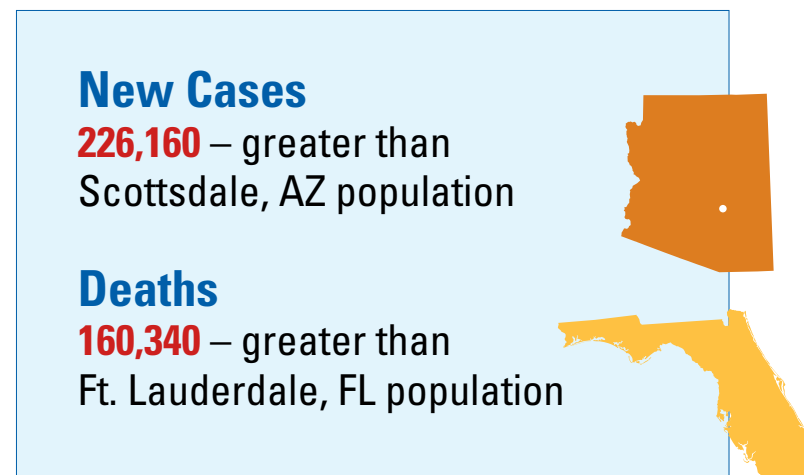 New Cases
226,160 – greater than
Scottsdale, AZ population
Deaths
160,340 – greater than
Ft. Lauderdale, FL population